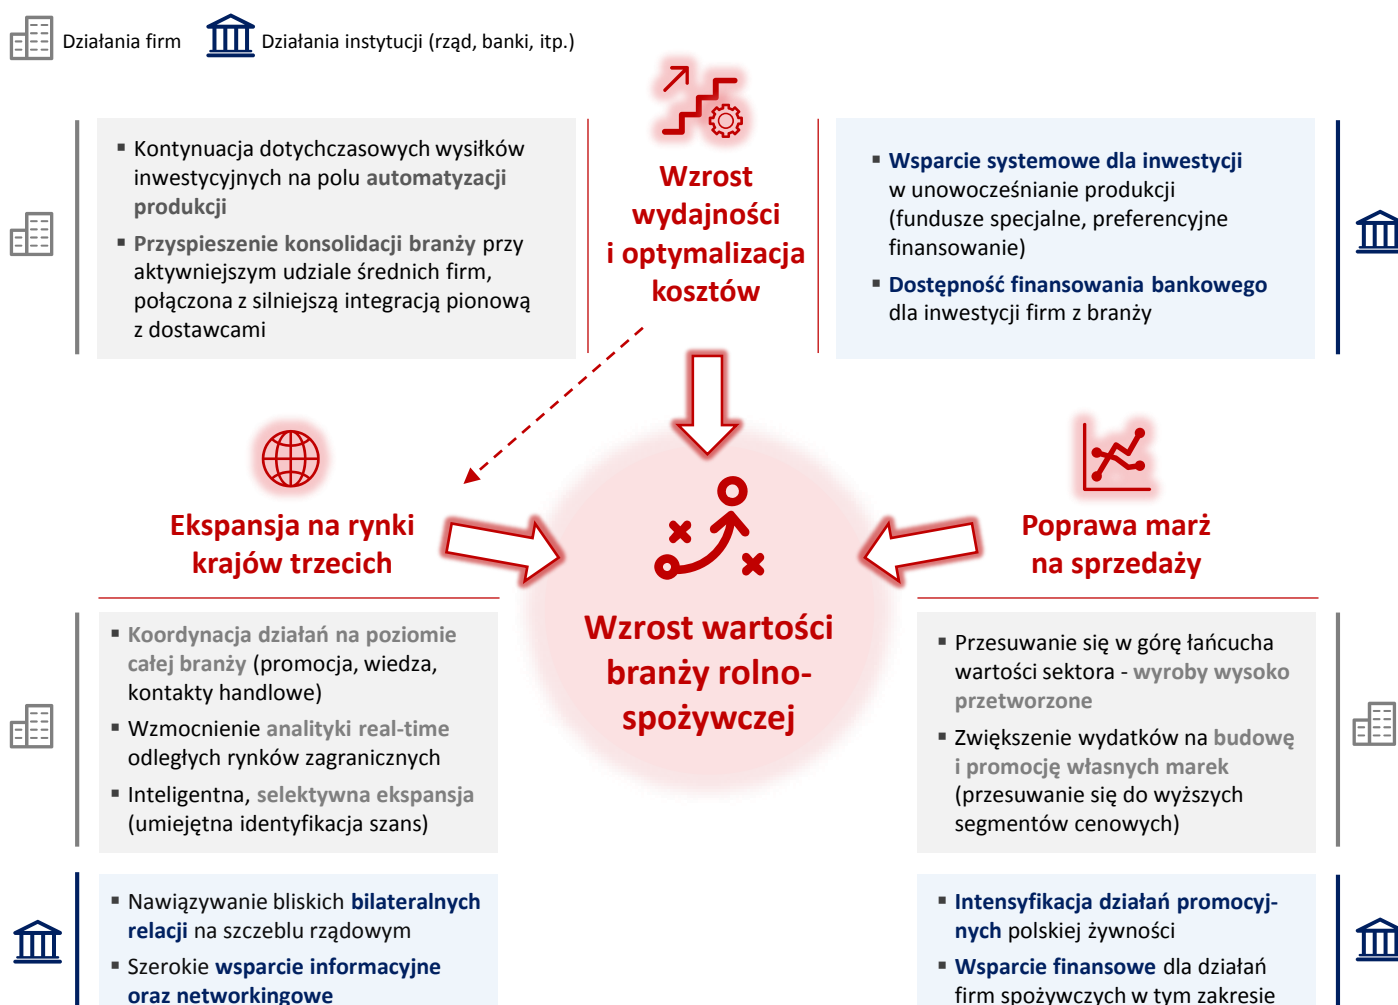 Działania firm
Działania instytucji (rząd, banki, itp.)
▪ Kontynuacja dotychczasowych wysiłków
inwestycyjnych na polu automatyzacji
produkcji
▪ Przyspieszenie konsolidacji branży przy
aktywniejszym udziale średnich firm,
połączona z silniejszą integracją pionową
z dostawcami
Wzrost
wydajności
i optymalizacja
kosztów
▪ Wsparcie systemowe dla inwestycji
w unowocześnianie produkcji
(fundusze specjalne, preferencyjne
finansowanie)
▪ Dostępność finansowania bankowego
dla inwestycji firm z branży
Ekspansja na rynki
krajów trzecich
Wzrost wartości
branży rolno-
spożywczej
Poprawa marż
na sprzedaży
▪ Koordynacja działań na poziomie
całej branży (promocja, wiedza,
kontakty handlowe)
▪ Wzmocnienie analityki real-time
odległych rynków zagranicznych
▪ Inteligentna, selektywna ekspansja
(umiejętna identyfikacja szans)
▪ Przesuwanie się w górę łańcucha
wartości sektora - wyroby wysoko
przetworzone
▪ Zwiększenie wydatków na budowę
i promocję własnych marek
(przesuwanie się do wyższych
segmentów cenowych)
▪ Nawiązywanie bliskich bilateralnych
relacji na szczeblu rządowym
▪ Szerokie wsparcie informacyjne
oraz networkingowe
▪ Intensyfikacja działań promocyj-
nych polskiej żywności
▪ Wsparcie finansowe dla działań
firm spożywczych w tym zakresie